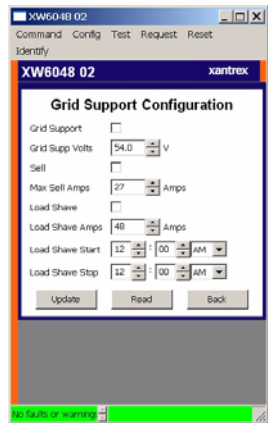 XW6048 02
Command Config Test Request Reset
Identify
XW6048 02 xantrex
Grid Support Configuration
Grid Support
Grid Supp Volts 54.0 V
Sell
Max Sell Amps 27 Amps
Load Shave
Load Shave Amps 48 Amps
Load Shave Start 12 : 00 AM
Load Shave Stop 12 : 00 AM
Update Read Back
No faults or warning